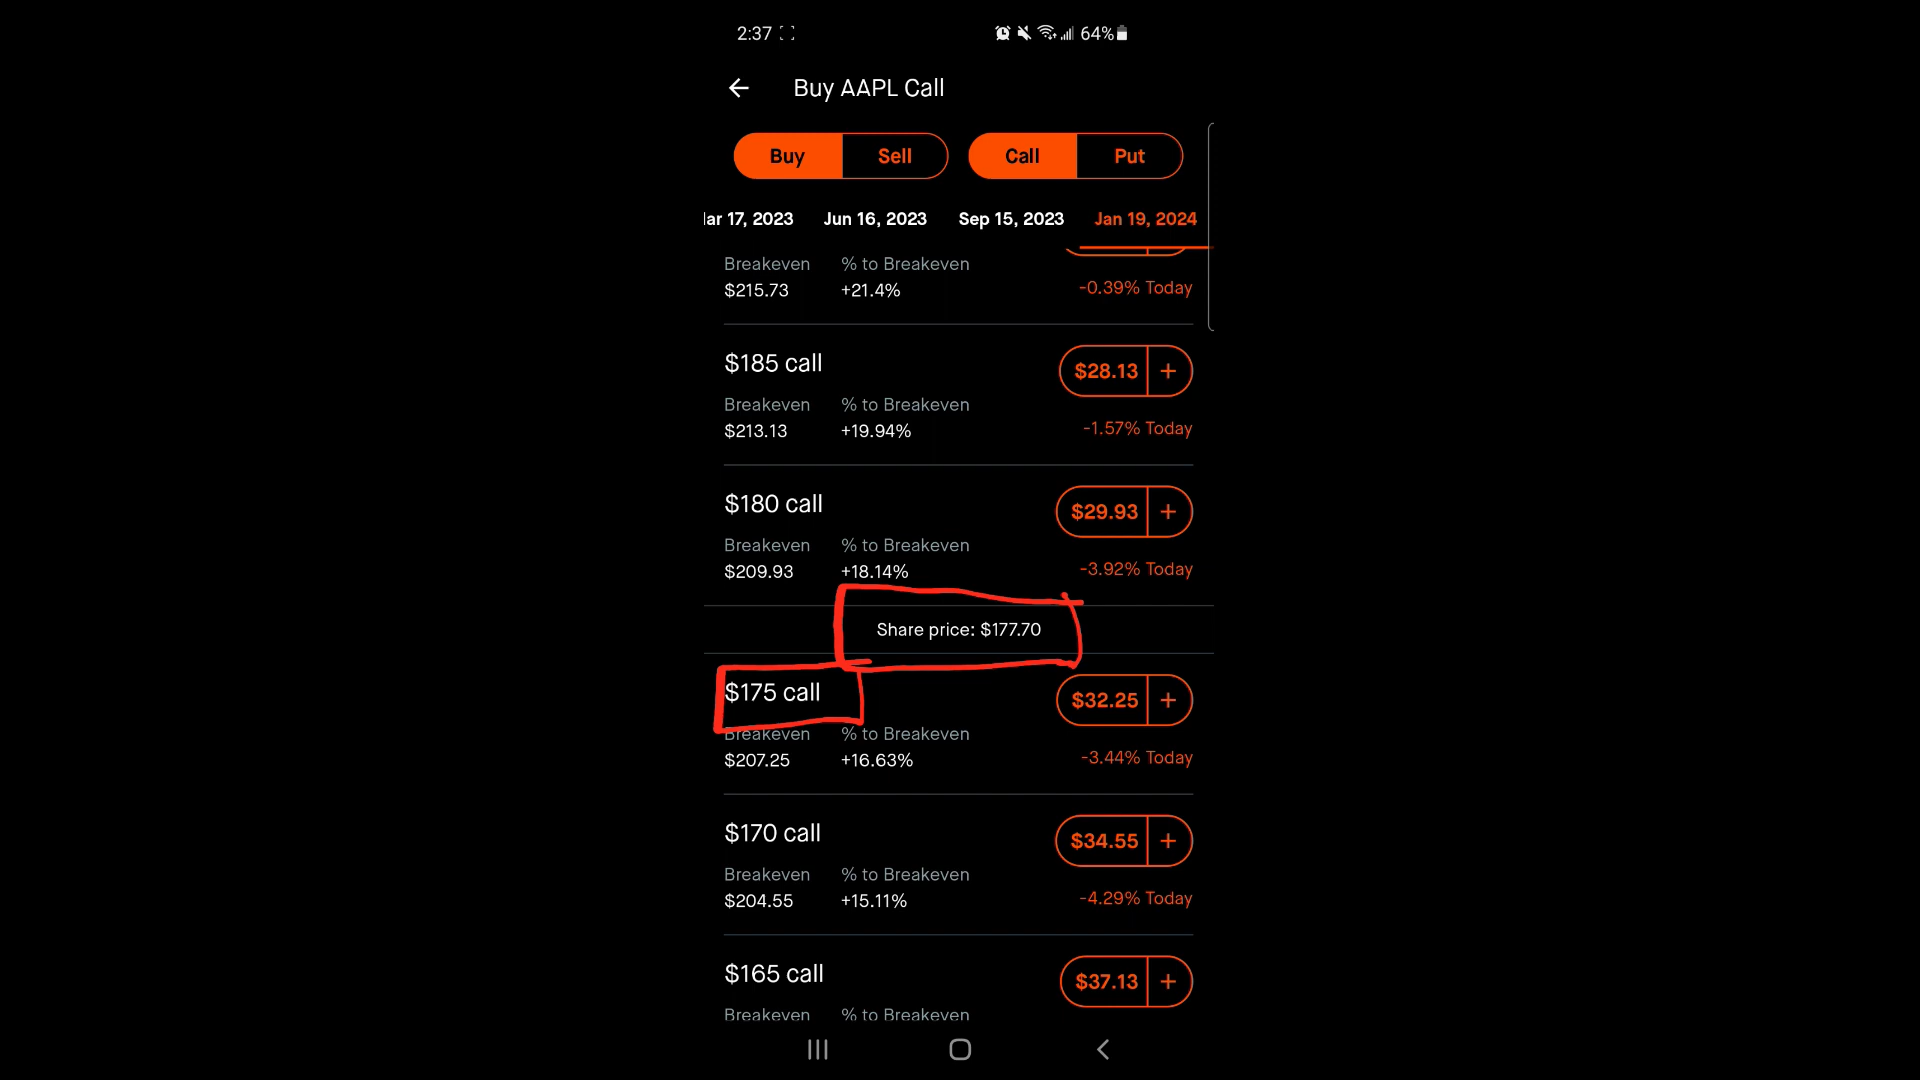 2:37 64%
Buy AAPL Call
Buy Sell Call Put
ar 17, 2023 Jun 16, 2023 Sep 15, 2023 Jan 19, 2024
Breakeven % to Breakeven
$215.73 +21.4% -0.39% Today
$185 call $28.13 +
Breakeven % to Breakeven
$213.13 +19.94% -1.57% Today
$180 call $29.93 +
Breakeven % to Breakeven
$209.93 +18.14% -3.92% Today
Share price: $177.70
$175 call $32.25 +
Breakeven % to Breakeven
$207.25 +16.63% -3.44% Today
$170 call $34.55 +
Breakeven % to Breakeven
$204.55 +15.11% -4.29% Today
$165 call $37.13 +
Breakeven % to Breakeven